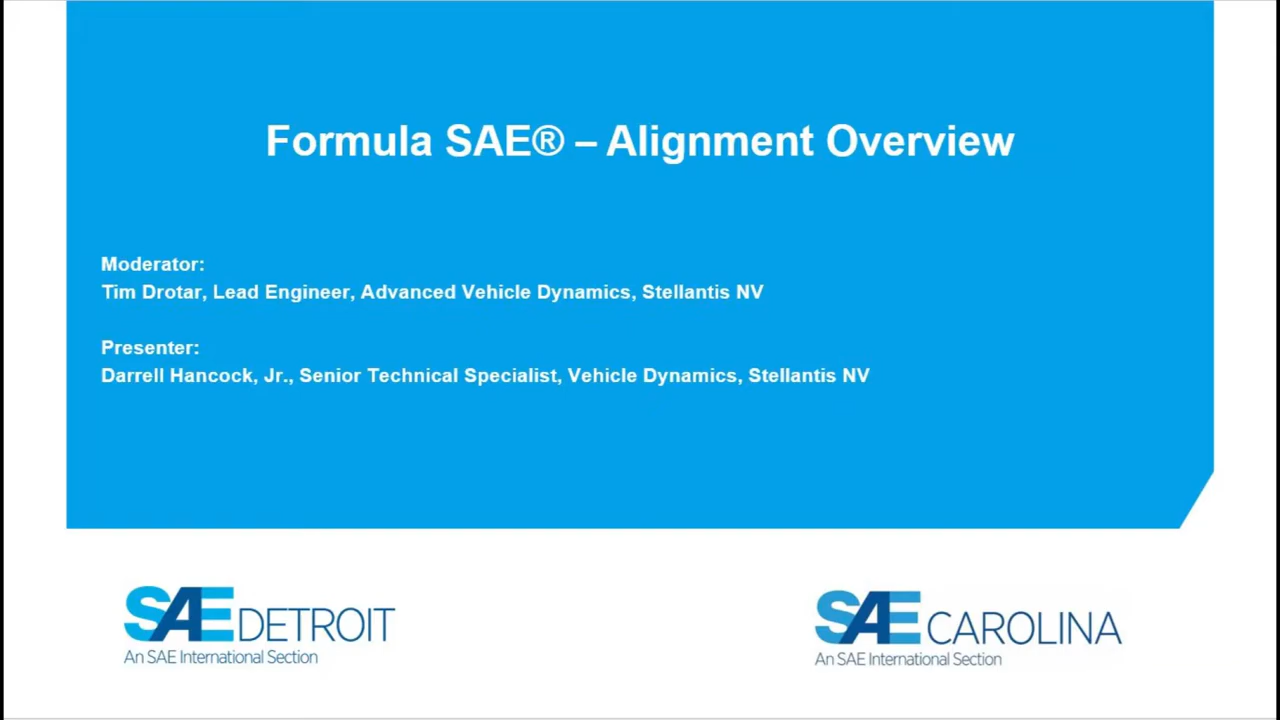 Formula SAE® – Alignment Overview
Moderator:
Tim Drotar, Lead Engineer, Advanced Vehicle Dynamics, Stellantis NV
Presenter:
Darrell Hancock, Jr., Senior Technical Specialist, Vehicle Dynamics, Stellantis NV
SAE DETROIT
An SAE International Section
SAE CAROLINA
An SAE International Section